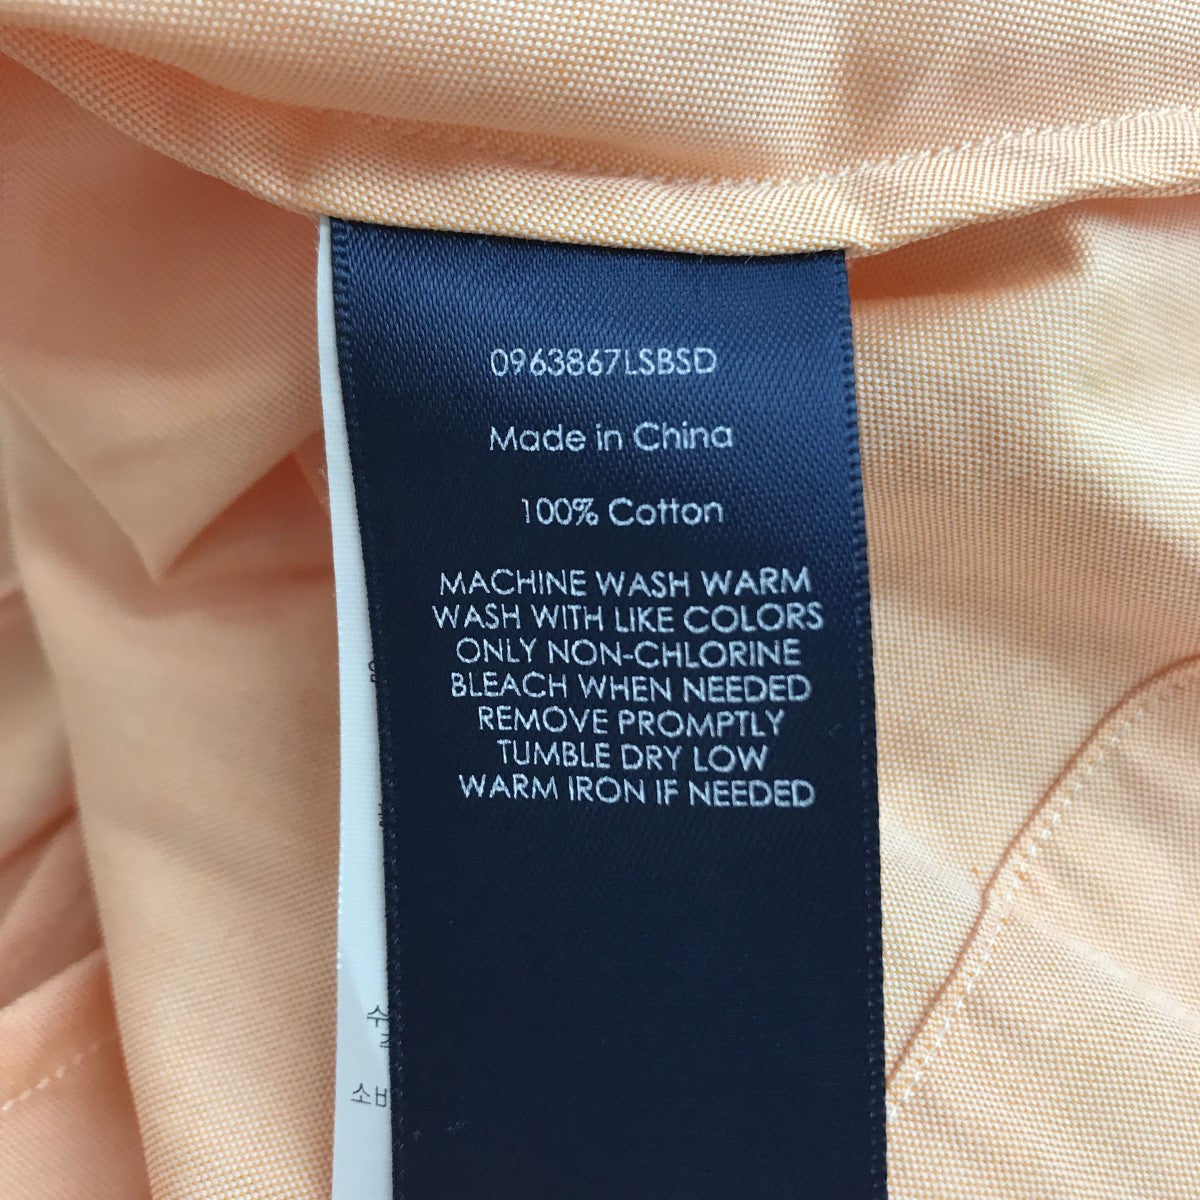 0963867LSBSD
Made in China
100% Cotton
MACHINE WASH WARM
WASH WITH LIKE COLORS
ONLY NON-CHLORINE
BLEACH WHEN NEEDED
REMOVE PROMPTLY
TUMBLE DRY LOW
WARM IRON IF NEEDED